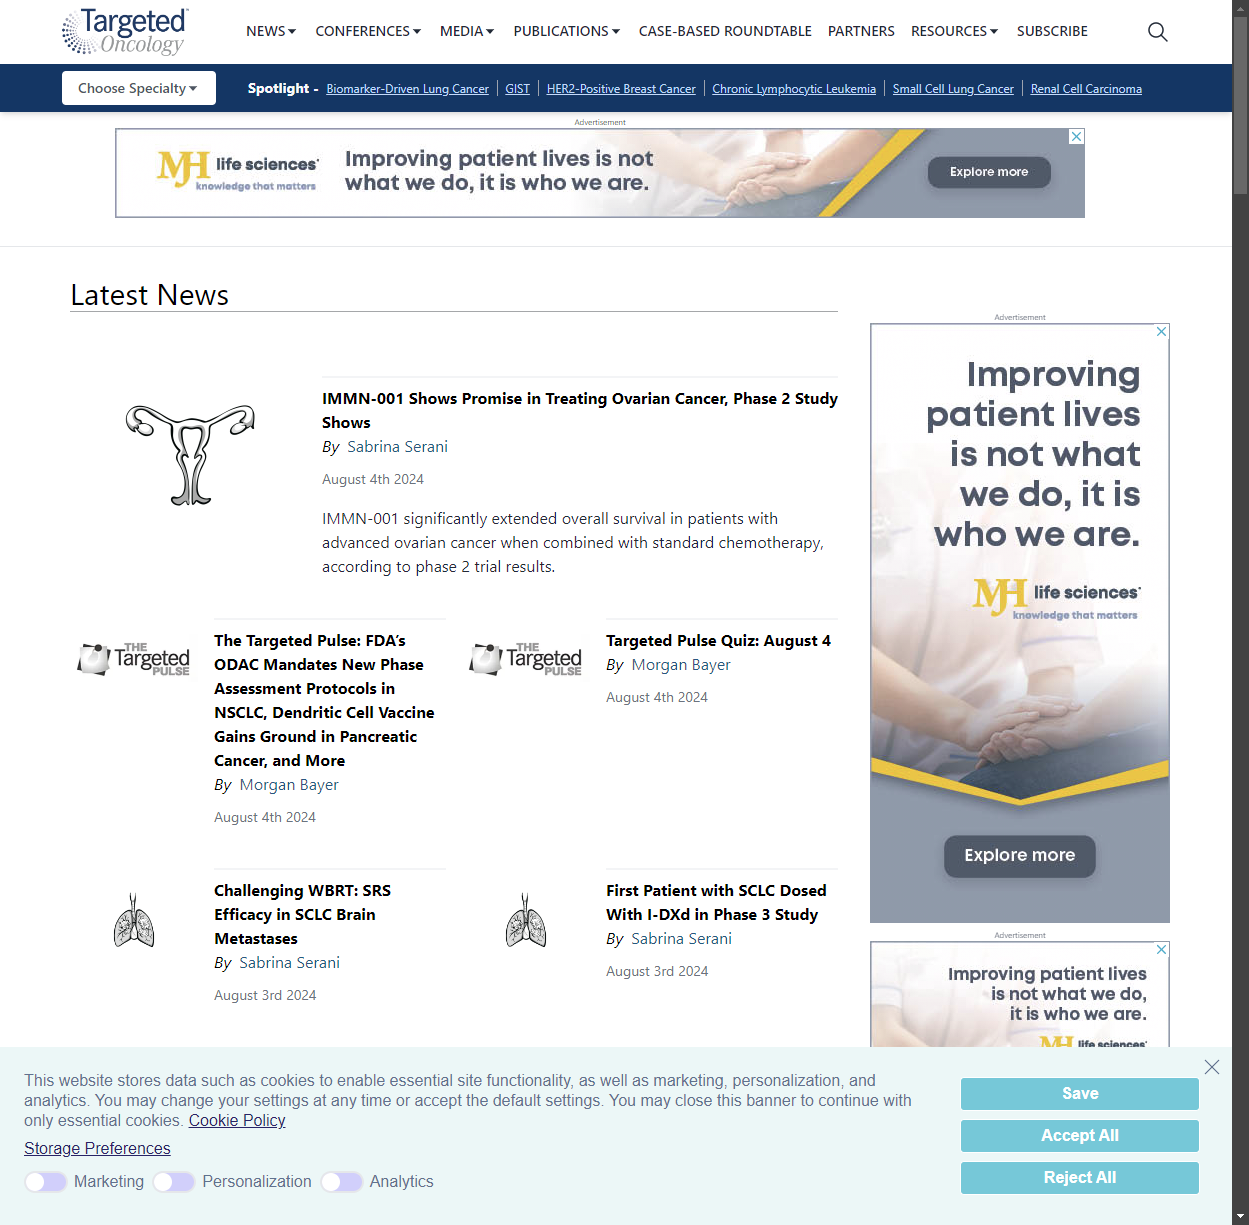 Targeted Oncology
NEWS
CONFERENCES
MEDIA
PUBLICATIONS
CASE-BASED ROUNDTABLE
PARTNERS
RESOURCES
SUBSCRIBE
Choose Specialty
Spotlight -
Biomarker-Driven Lung Cancer
GIST
HER2-Positive Breast Cancer
Chronic Lymphocytic Leukemia
Small Cell Lung Cancer
Renal Cell Carcinoma
Advertisement
MJH life sciences
knowledge that matters
Improving patient lives is not
what we do, it is who we are.
Explore more
Latest News
IMMN-001 Shows Promise in Treating Ovarian Cancer, Phase 2 Study
Shows
By Sabrina Serani
August 4th 2024
IMMN-001 significantly extended overall survival in patients with
advanced ovarian cancer when combined with standard chemotherapy,
according to phase 2 trial results.
THE Targeted PULSE
The Targeted Pulse: FDA's
ODAC Mandates New Phase
Assessment Protocols in
NSCLC, Dendritic Cell Vaccine
Gains Ground in Pancreatic
Cancer, and More
By Morgan Bayer
August 4th 2024
THE Targeted PULSE
Targeted Pulse Quiz: August 4
By Morgan Bayer
August 4th 2024
Challenging WBRT: SRS
Efficacy in SCLC Brain
Metastases
By Sabrina Serani
August 3rd 2024
First Patient with SCLC Dosed
With I-DXd in Phase 3 Study
By Sabrina Serani
August 3rd 2024
Advertisement
Improving
patient lives
is not what
we do, it is
who we are.
MJH life sciences
knowledge that matters
Explore more
Advertisement
Improving patient lives
is not what we do,
it is who we are.
MJH life sciences
This website stores data such as cookies to enable essential site functionality, as well as marketing, personalization, and
analytics. You may change your settings at any time or accept the default settings. You may close this banner to continue with
only essential cookies. Cookie Policy
Storage Preferences
Marketing
Personalization
Analytics
Save
Accept All
Reject All